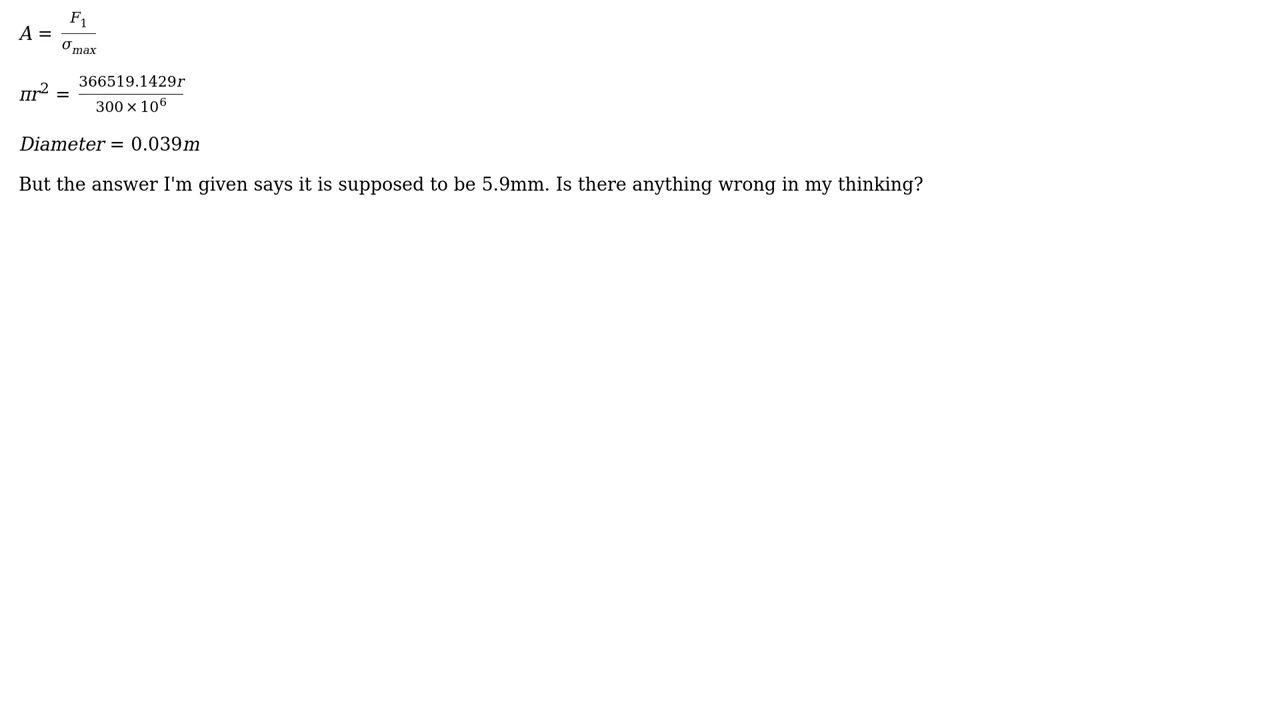 A = F₁/σₘₐₓ
πr² = 366519.1429r/300 × 10⁶
Diameter = 0.039m
But the answer I'm given says it is supposed to be 5.9mm. Is there anything wrong in my thinking?